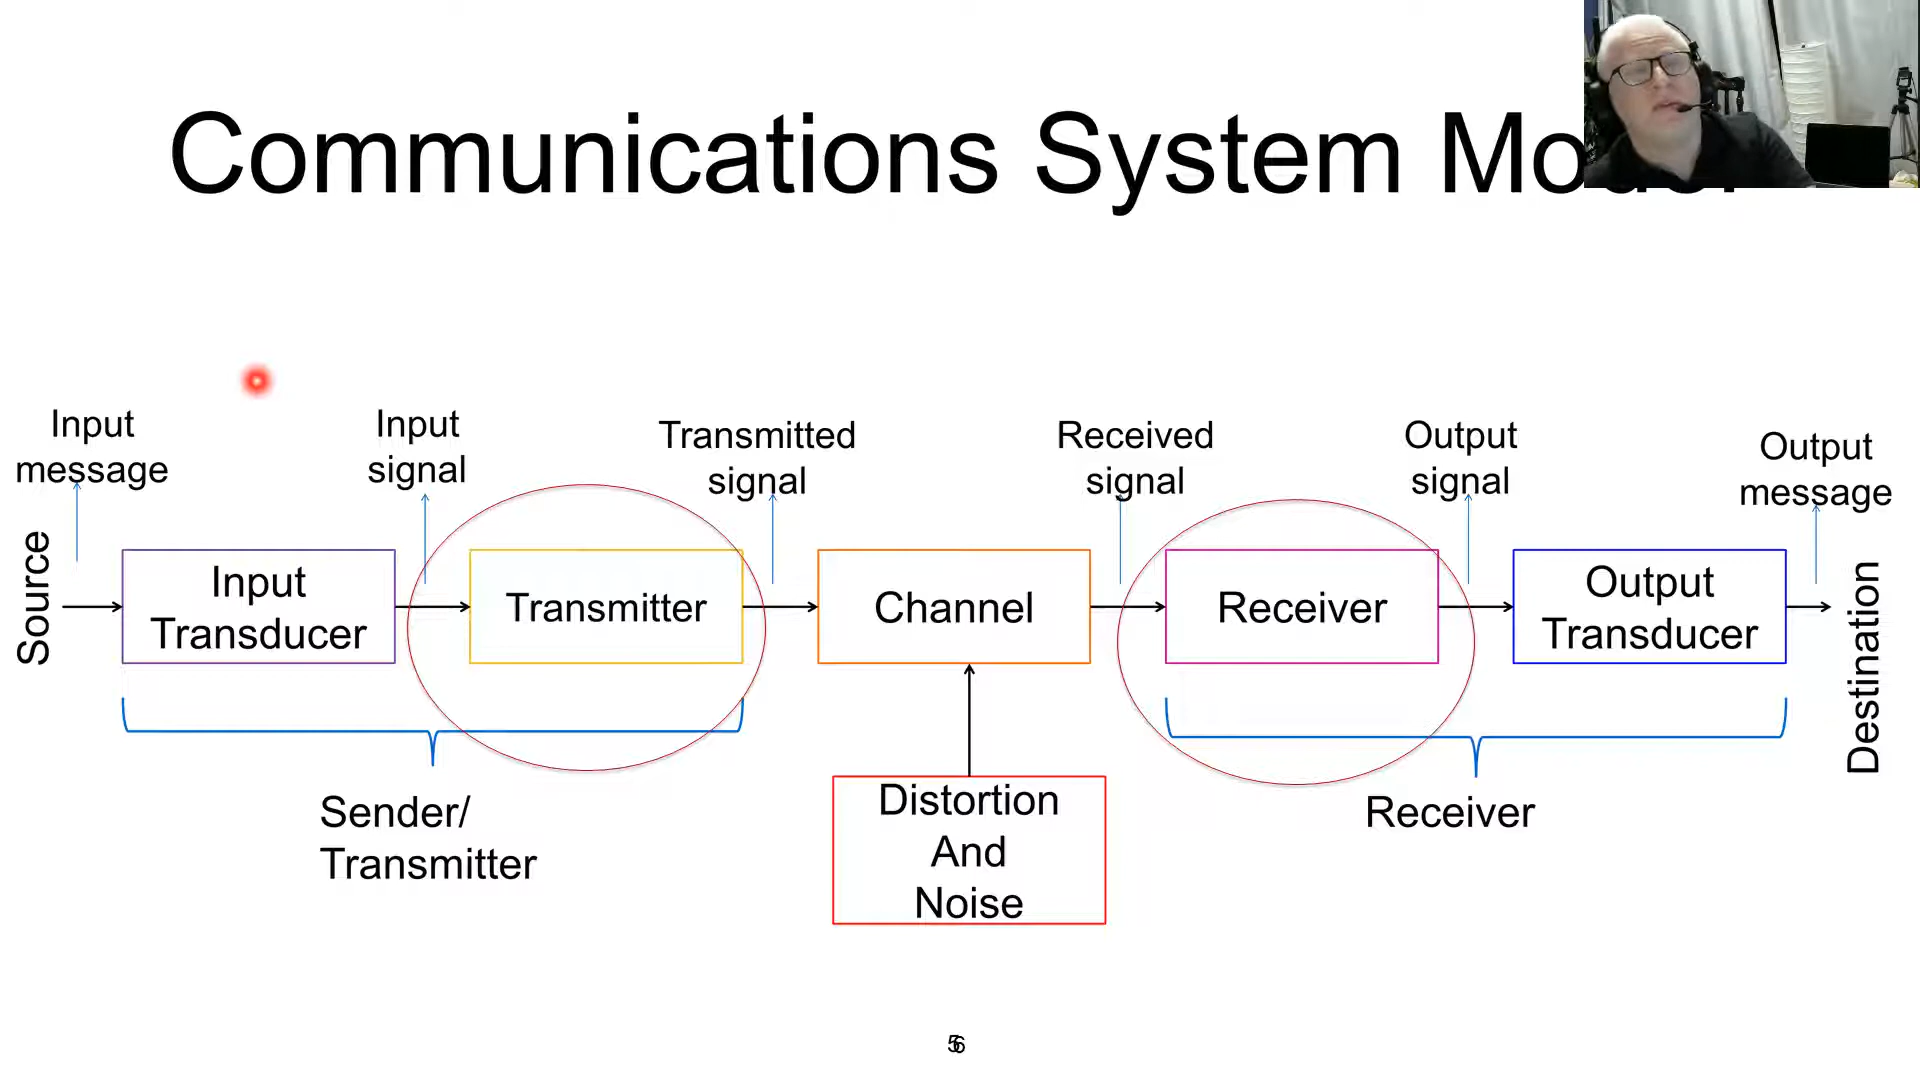 Communications System
Input
message
Input
signal
Transmitted
signal
Received
signal
Output
signal
Output
message
Source
Input
Transducer
Transmitter
Channel
Receiver
Output
Transducer
Destination
Sender/
Transmitter
Distortion
And
Noise
Receiver